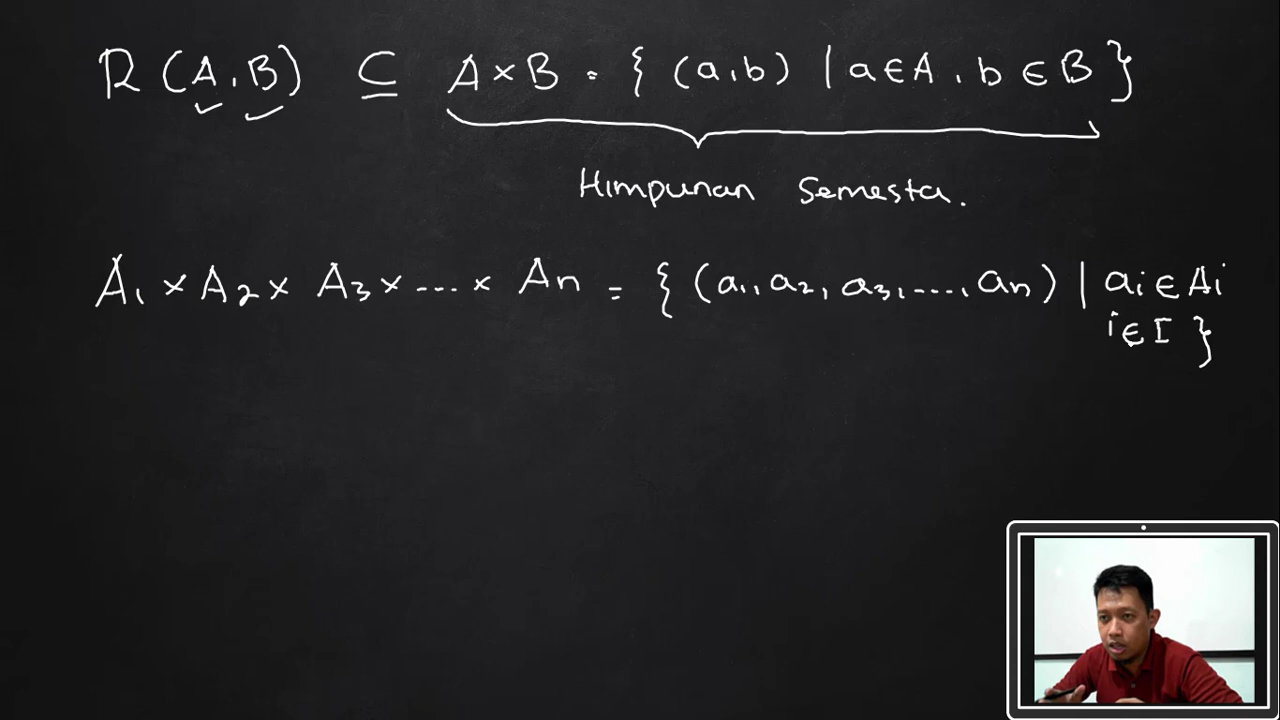 R (A, B) ⊆ A × B = { (a, b) | a ∈ A, b ∈ B }
Himpunan Semesta.
A₁ × A₂ × A₃ × ... × An = { (a₁, a₂, a₃, ..., an) | ai ∈ Ai
i ∈ I }